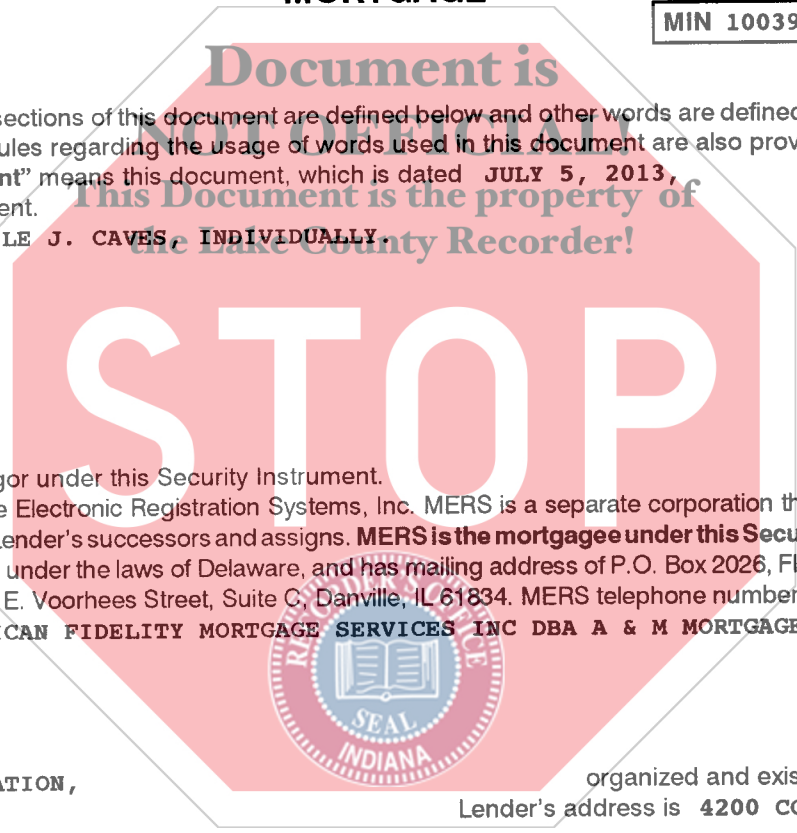 MORTGAGE
MIN 10039
Document is
sections of this document are defined below and other words are defined
NOT OFFICIAL!
ules regarding the usage of words used in this document are also prov
nt” means this document, which is dated JULY 5, 2013,
This Document is the property of
ent.
LE J. CAVES, INDIVIDUALLY.
the Lake County Recorder!
STOP
gor under this Security Instrument.
e Electronic Registration Systems, Inc. MERS is a separate corporation th
ender's successors and assigns. MERS is the mortgagee under this Secu
under the laws of Delaware, and has mailing address of P.O. Box 2026, Fl
E. Voorhees Street, Suite C, Danville, IL 61834. MERS telephone number
ICAN FIDELITY MORTGAGE SERVICES INC DBA A & M MORTGAGE
RECORDER'S OFFICE
SEAL
INDIANA
ATION,
organized and exis
Lender's address is 4200 CO